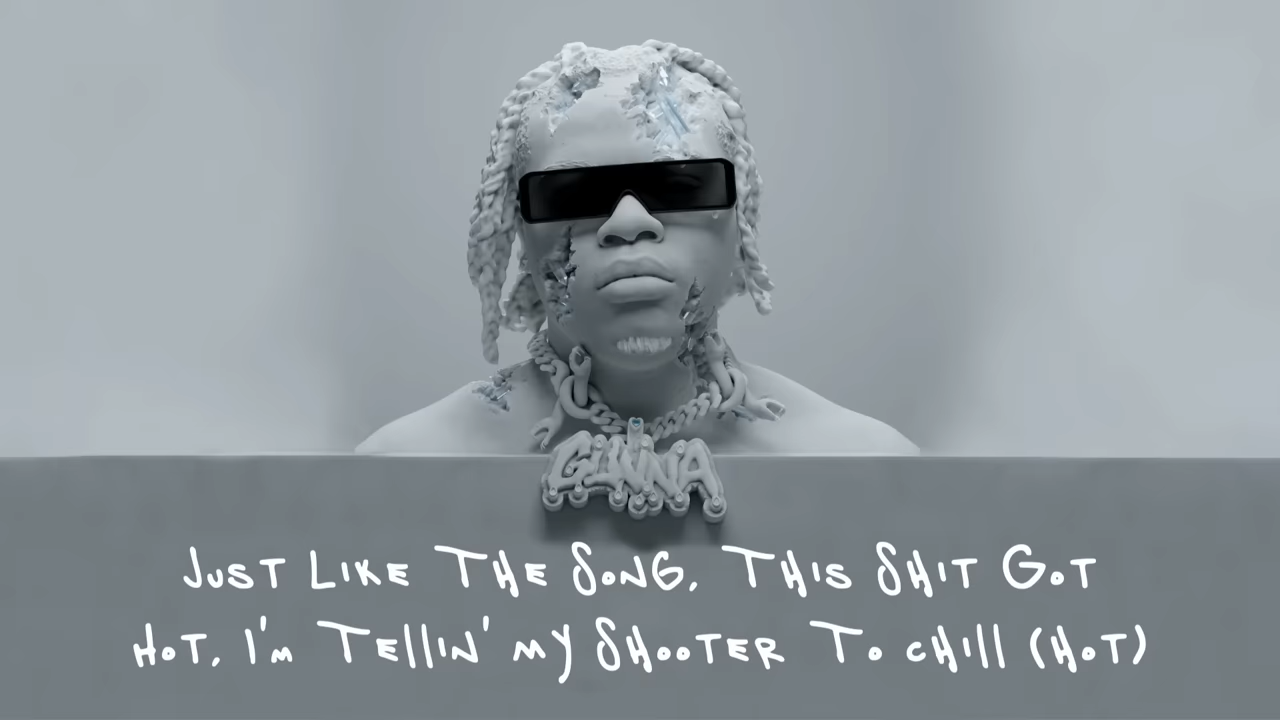 GUNNA
JUST LIKE THE SONG, THIS SHIT GOT
HOT, I'm TELLIN' mY SHOOTER TO CHILL (HOT)